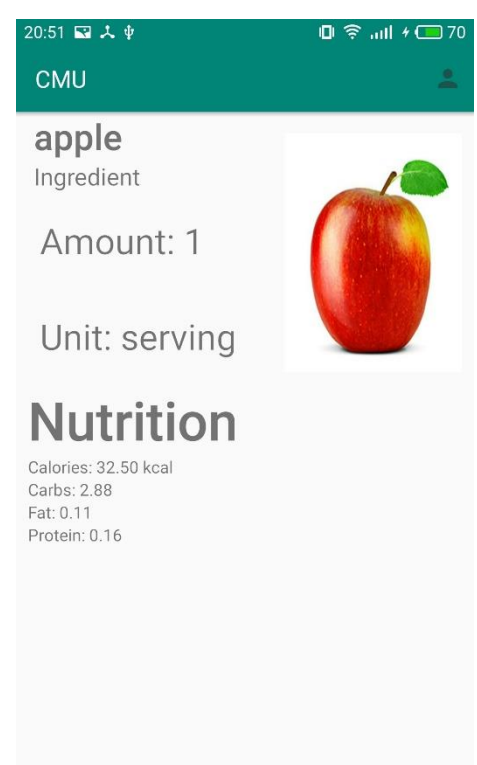 20:51 70
CMU
apple
Ingredient
Amount: 1
Unit: serving
Nutrition
Calories: 32.50 kcal
Carbs: 2.88
Fat: 0.11
Protein: 0.16